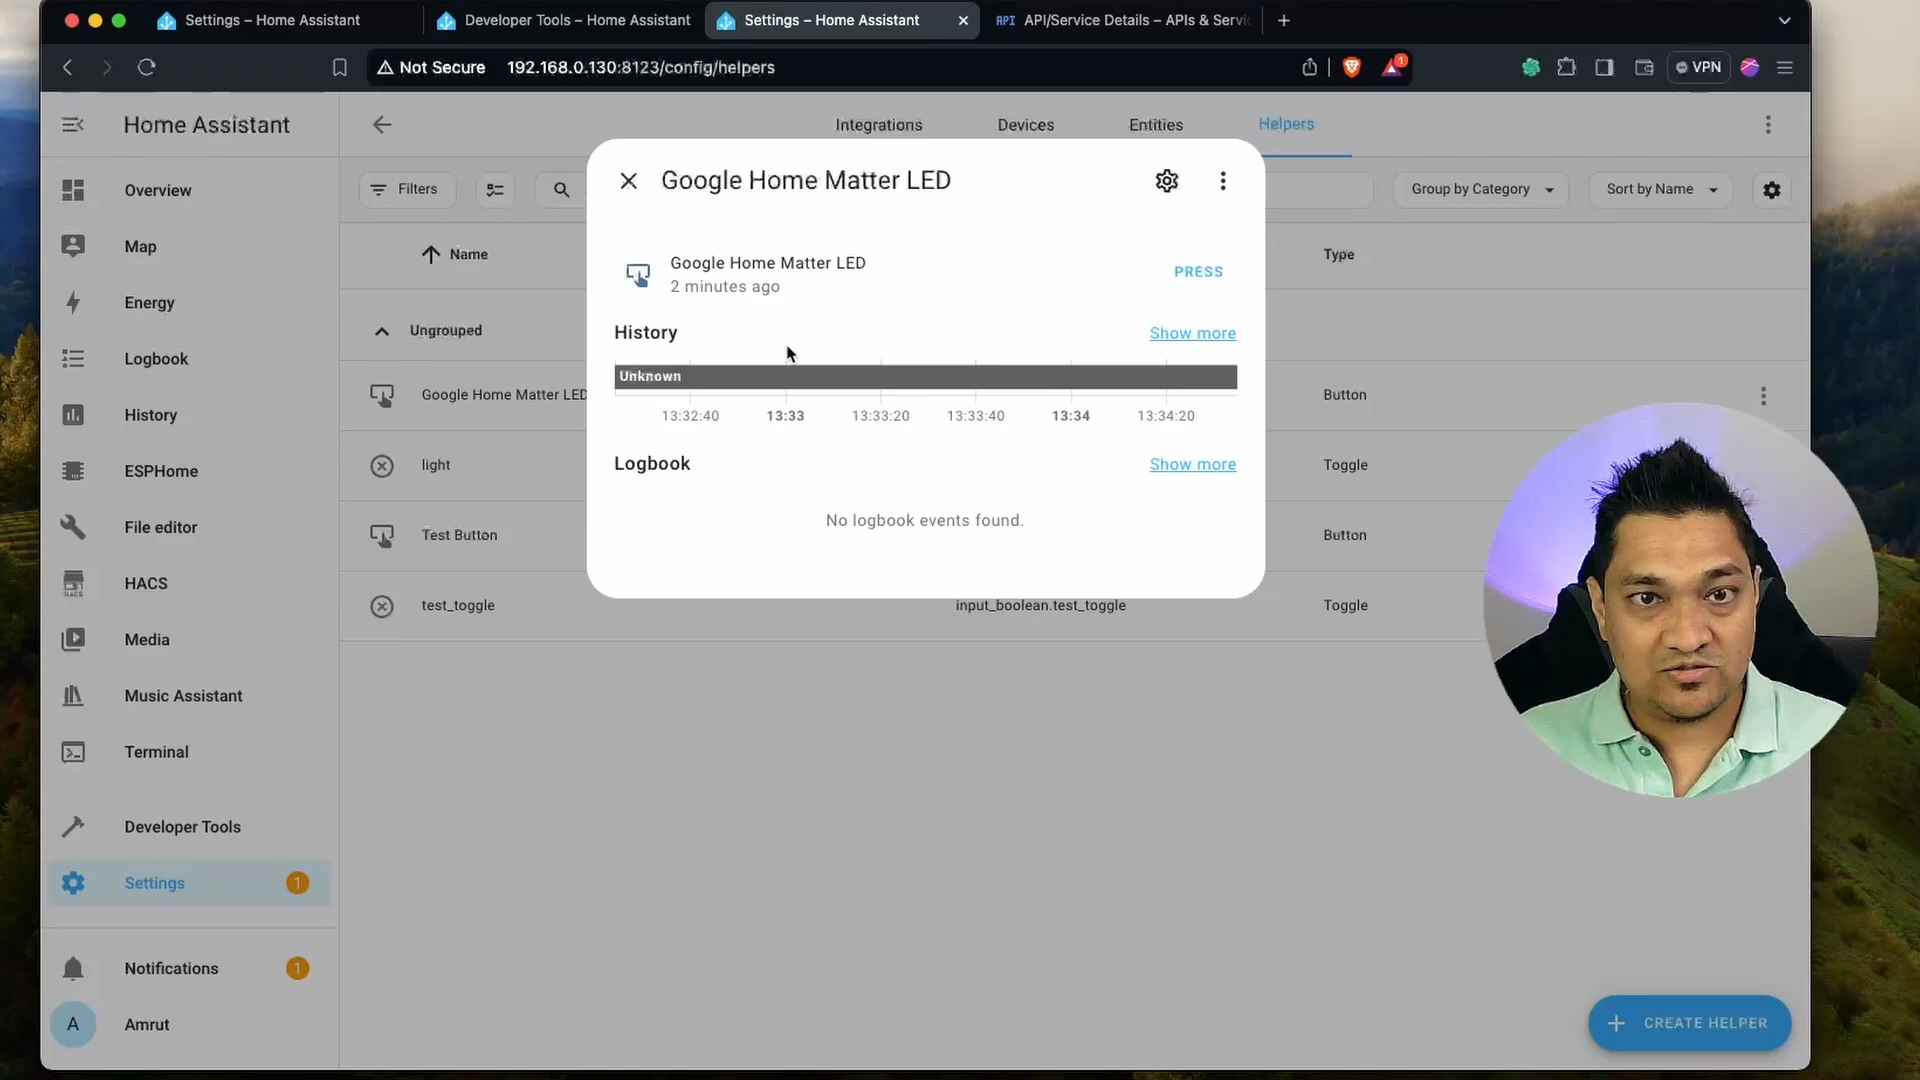 Settings – Home Assistant
Developer Tools – Home Assistant
Settings – Home Assistant
API API/Service Details – APIs & Servi
Not Secure 192.168.0.130:8123/config/helpers
1
VPN
Home Assistant
Integrations
Devices
Entities
Helpers
Overview
Map
Energy
Logbook
History
ESPHome
File editor
HACS
HACS
Media
Music Assistant
Terminal
Developer Tools
Settings
1
Notifications
1
A
Amrut
Filters
Group by Category
Sort by Name
Name
Type
Ungrouped
Google Home Matter LED
Button
light
Toggle
Test Button
Button
test_toggle
input_boolean.test_toggle
Toggle
Google Home Matter LED
Google Home Matter LED
2 minutes ago
PRESS
History
Show more
Unknown
13:32:40
13:33
13:33:20
13:33:40
13:34
13:34:20
Logbook
Show more
No logbook events found.
CREATE HELPER